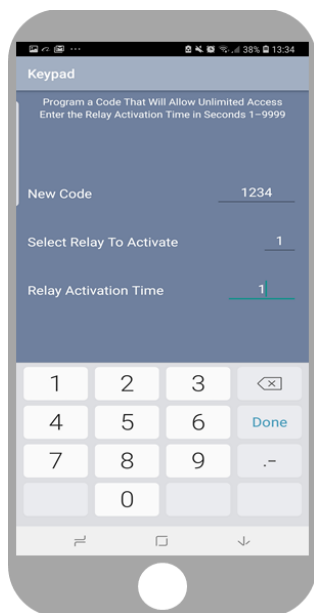 38% 13:34
Keypad
Program a Code That Will Allow Unlimited Access
Enter the Relay Activation Time in Seconds 1–9999
New Code 1234
Select Relay To Activate 1
Relay Activation Time 1
1 2 3
4 5 6 Done
7 8 9 .-
0